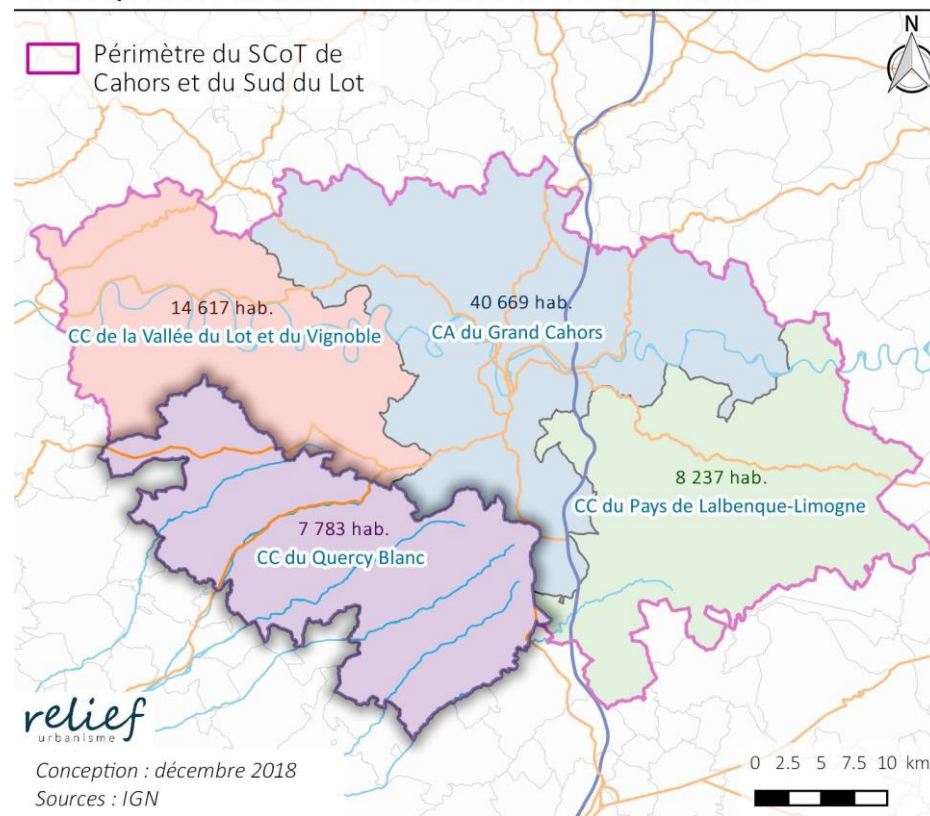 Périmètre du SCoT de
Cahors et du Sud du Lot
N
14 617 hab.
CC de la Vallée du Lot et du Vignoble
40 669 hab.
CA du Grand Cahors
8 237 hab.
CC du Pays de Lalbenque-Limogne
7 783 hab.
CC du Quercy Blanc
relief
urbanisme
Conception : décembre 2018
Sources : IGN
0 2.5 5 7.5 10 km